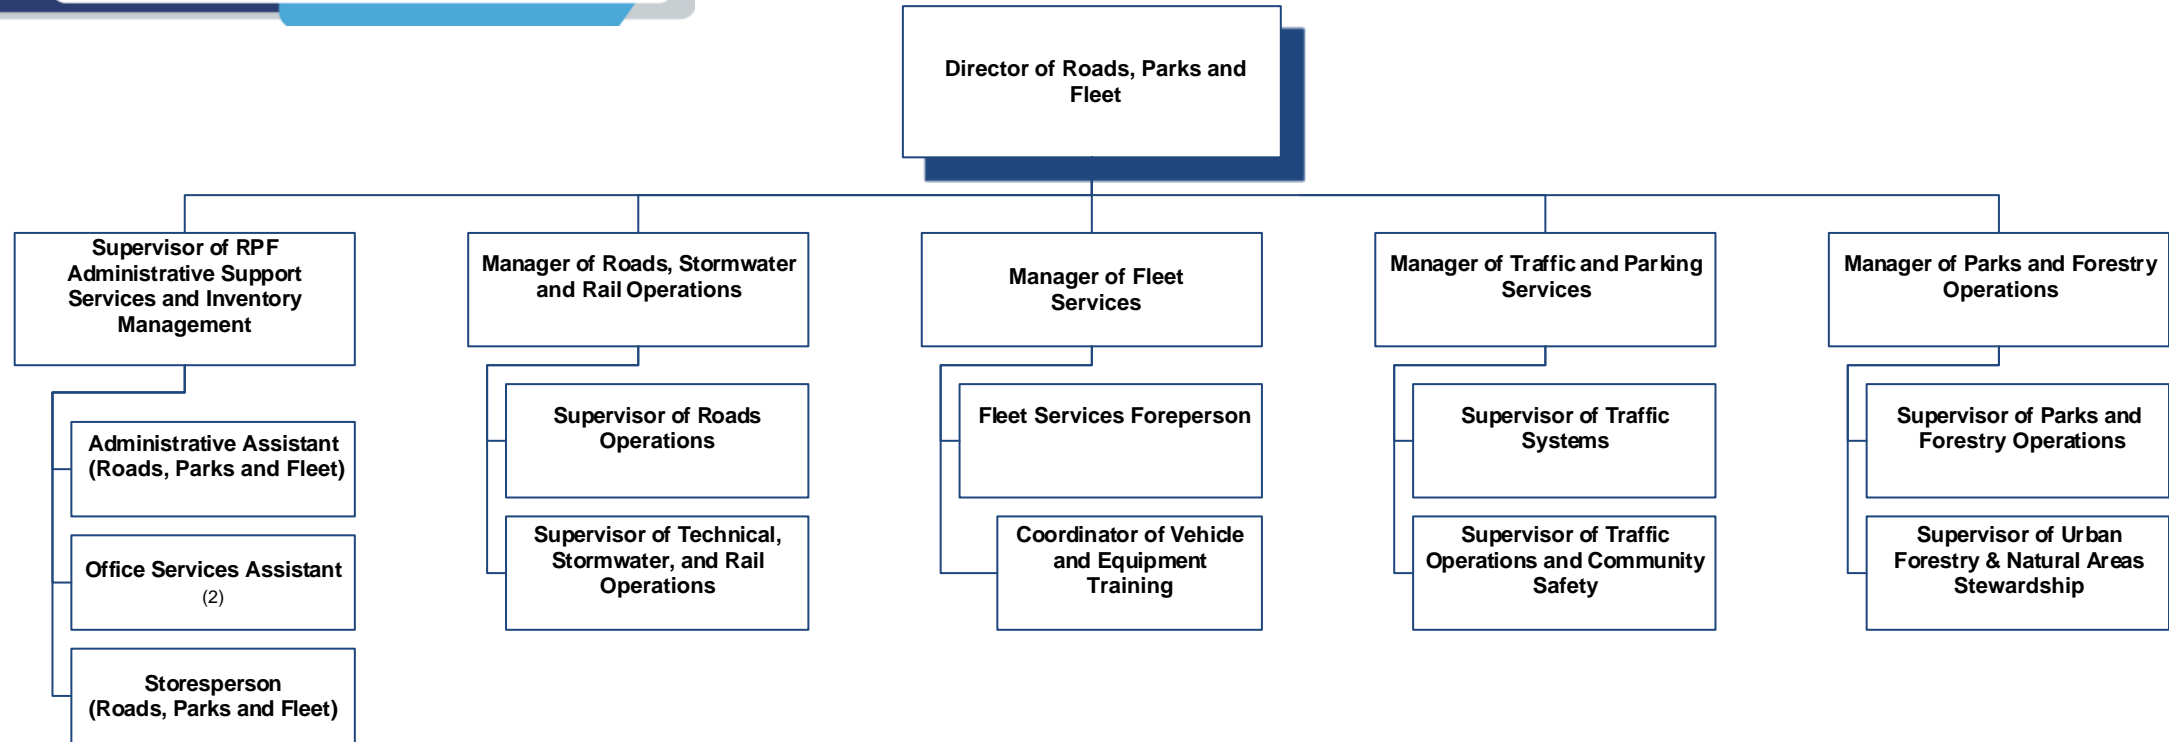 Director of Roads, Parks and
Fleet
Supervisor of RPF
Administrative Support
Services and Inventory
Management
Manager of Roads, Stormwater
and Rail Operations
Manager of Fleet
Services
Manager of Traffic and Parking
Services
Manager of Parks and Forestry
Operations
Administrative Assistant
(Roads, Parks and Fleet)
Office Services Assistant
(2)
Storesperson
(Roads, Parks and Fleet)
Supervisor of Roads
Operations
Supervisor of Technical,
Stormwater, and Rail
Operations
Fleet Services Foreperson
Coordinator of Vehicle
and Equipment
Training
Supervisor of Traffic
Systems
Supervisor of Traffic
Operations and Community
Safety
Supervisor of Parks and
Forestry Operations
Supervisor of Urban
Forestry & Natural Areas
Stewardship